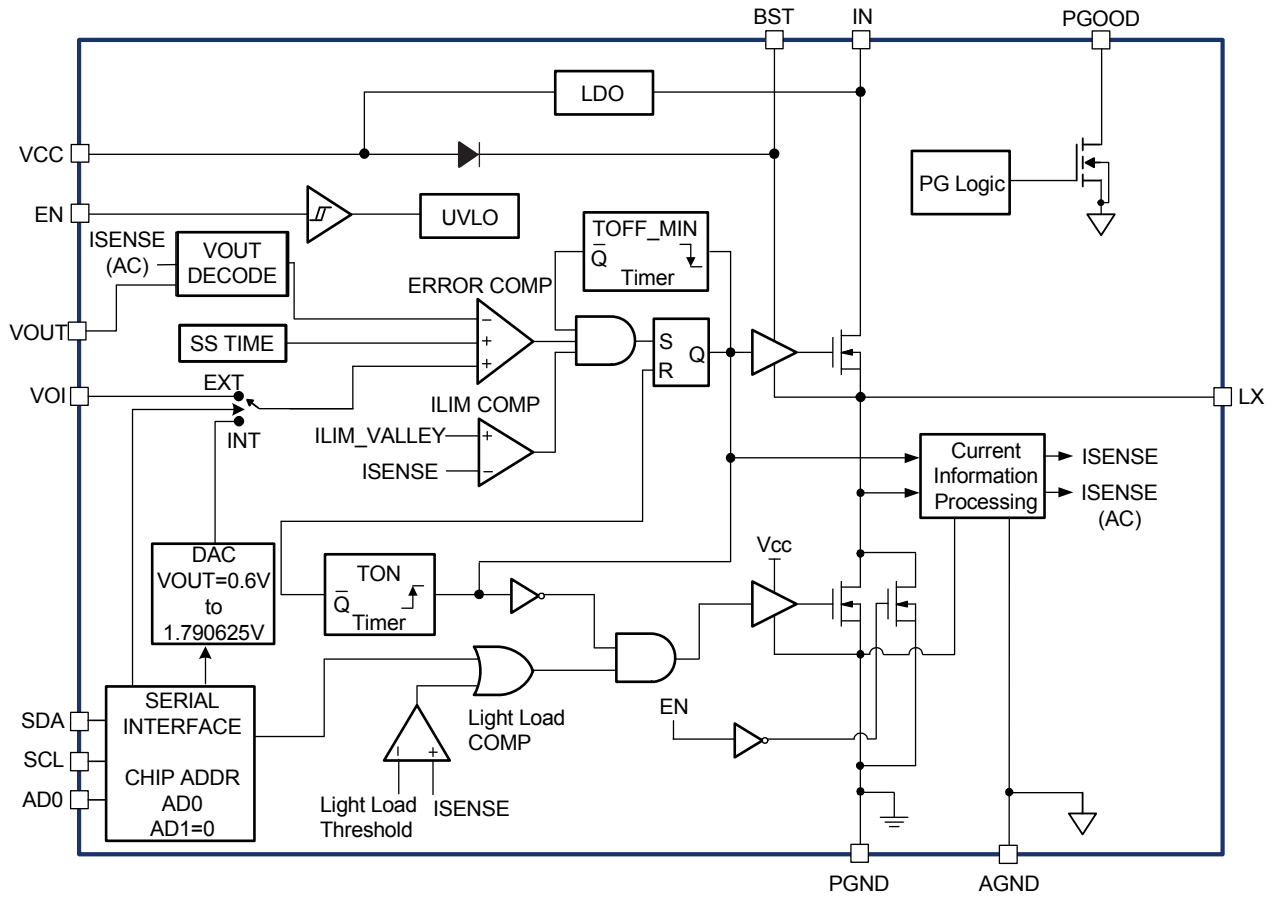 BST
IN
PGOOD
LDO
VCC
PG Logic
EN
UVLO
TOFF_MIN
Q
Timer
ISENSE
(AC)
VOUT
DECODE
ERROR COMP
VOUT
SS TIME
−
+
+
S
R
Q
VOI
EXT
INT
LX
ILIM COMP
ILIM_VALLEY
+
ISENSE
−
Current
Information
Processing
ISENSE
ISENSE
(AC)
DAC
VOUT=0.6V
to
1.790625V
TON
Q
Timer
Vcc
SERIAL
INTERFACE
CHIP ADDR
AD0
AD1=0
SDA
SCL
AD0
Light Load
COMP
−
+
Light Load
Threshold
ISENSE
EN
PGND
AGND